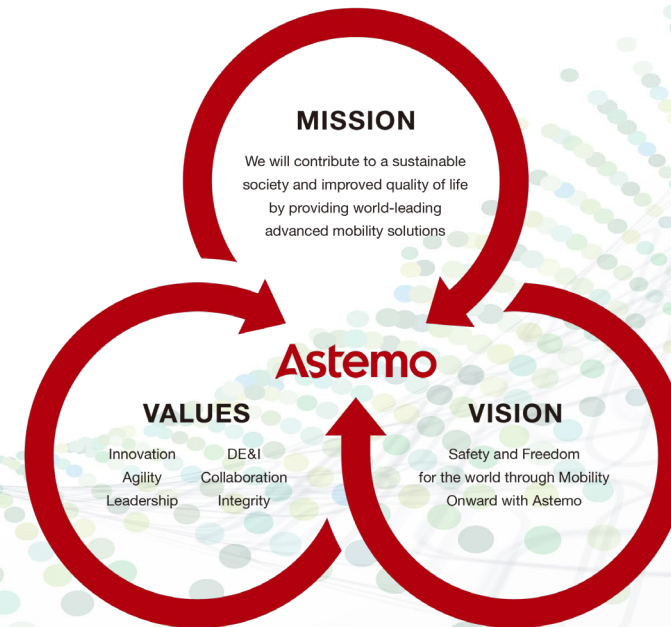 MISSION
We will contribute to a sustainable
society and improved quality of life
by providing world-leading
advanced mobility solutions
Astemo
VALUES
Innovation DE&I
Agility Collaboration
Leadership Integrity
VISION
Safety and Freedom
for the world through Mobility
Onward with Astemo